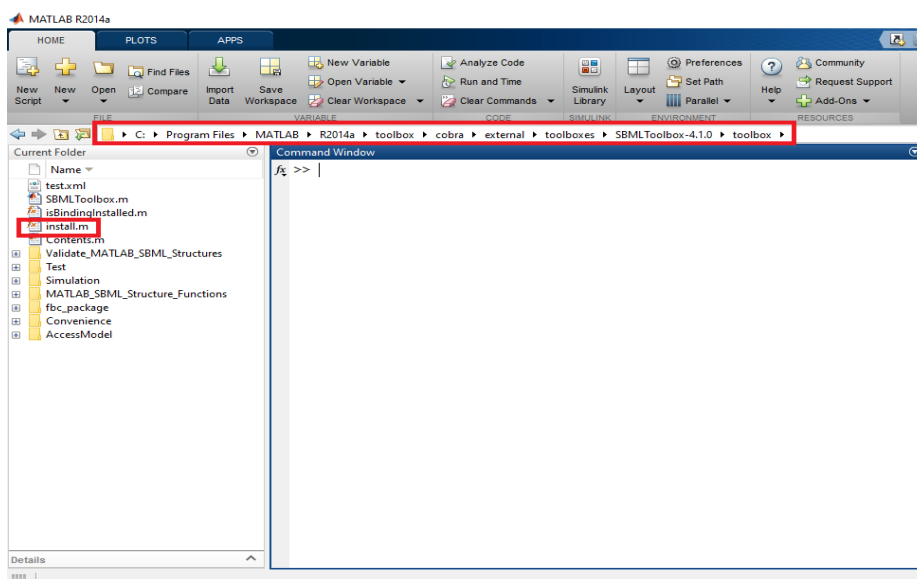 MATLAB R2014a
HOME PLOTS APPS
New Script
New
Open
Find Files
Compare
Import Data
Save Workspace
New Variable
Open Variable
Clear Workspace
Analyze Code
Run and Time
Clear Commands
Simulink Library
Layout
Preferences
Set Path
Parallel
Help
Community
Request Support
Add-Ons
FILE VARIABLE CODE SIMULINK ENVIRONMENT RESOURCES
C: Program Files MATLAB R2014a toolbox cobra external toolboxes SBMLToolbox-4.1.0 toolbox
Current Folder
Name
test.xml
SBMLToolbox.m
isBindingInstalled.m
install.m
Contents.m
Validate_MATLAB_SBML_Structures
Test
Simulation
MATLAB_SBML_Structure_Functions
fbc_package
Convenience
AccessModel
Details
Command Window
fx >>